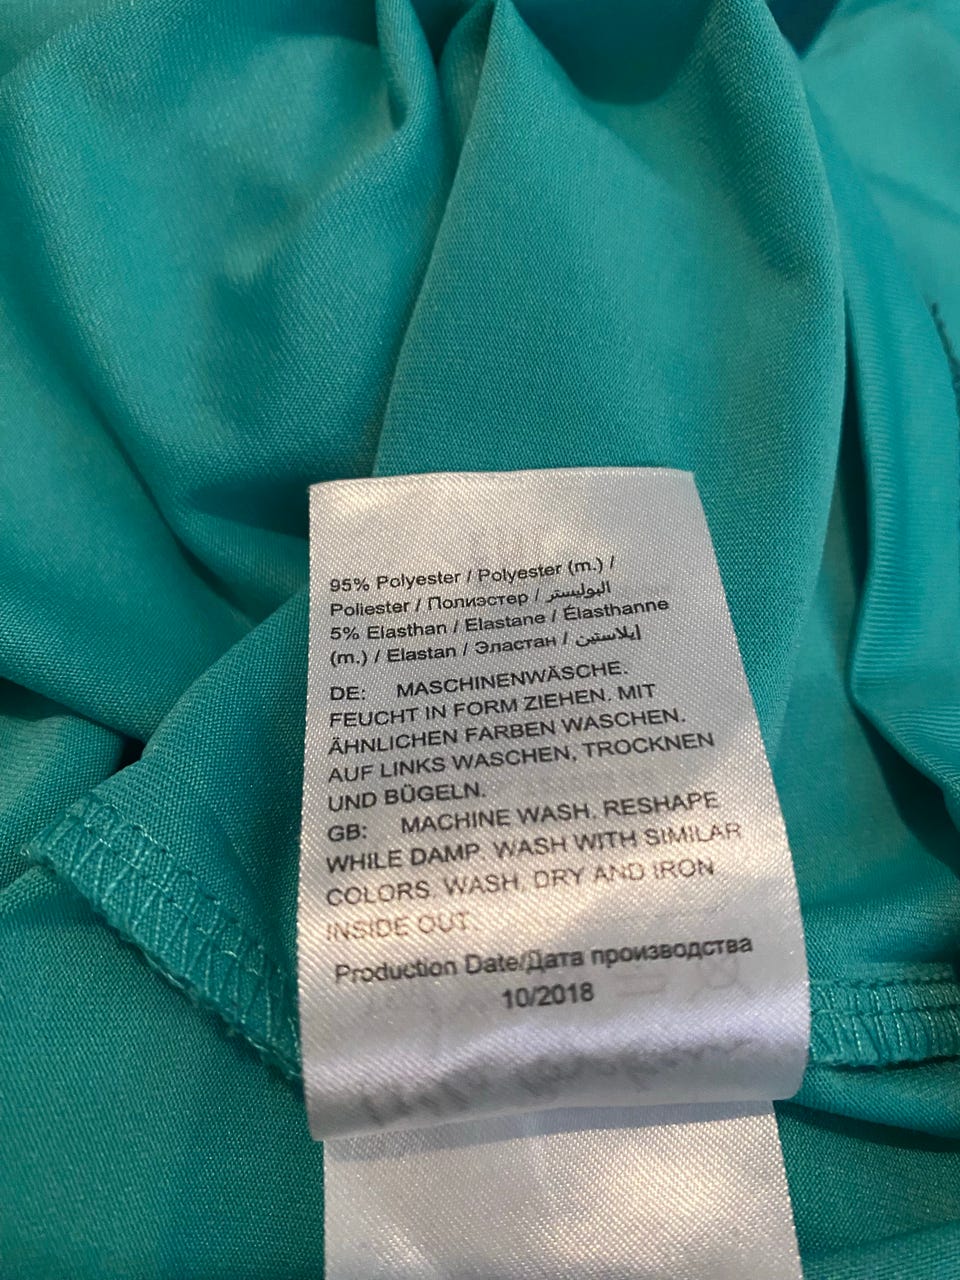 95% Polyester / Polyester (m.) /
Poliester / Полиэстер / البوليستر
5% Elasthan / Elastane / Élasthanne
(m.) / Elastan / Эластан / إيلاستين
DE: MASCHINENWÄSCHE.
FEUCHT IN FORM ZIEHEN. MIT
ÄHNLICHEN FARBEN WASCHEN.
AUF LINKS WASCHEN, TROCKNEN
UND BÜGELN.
GB: MACHINE WASH. RESHAPE
WHILE DAMP. WASH WITH SIMILAR
COLORS. WASH, DRY AND IRON
INSIDE OUT.
Production Date/Дата производства
10/2018